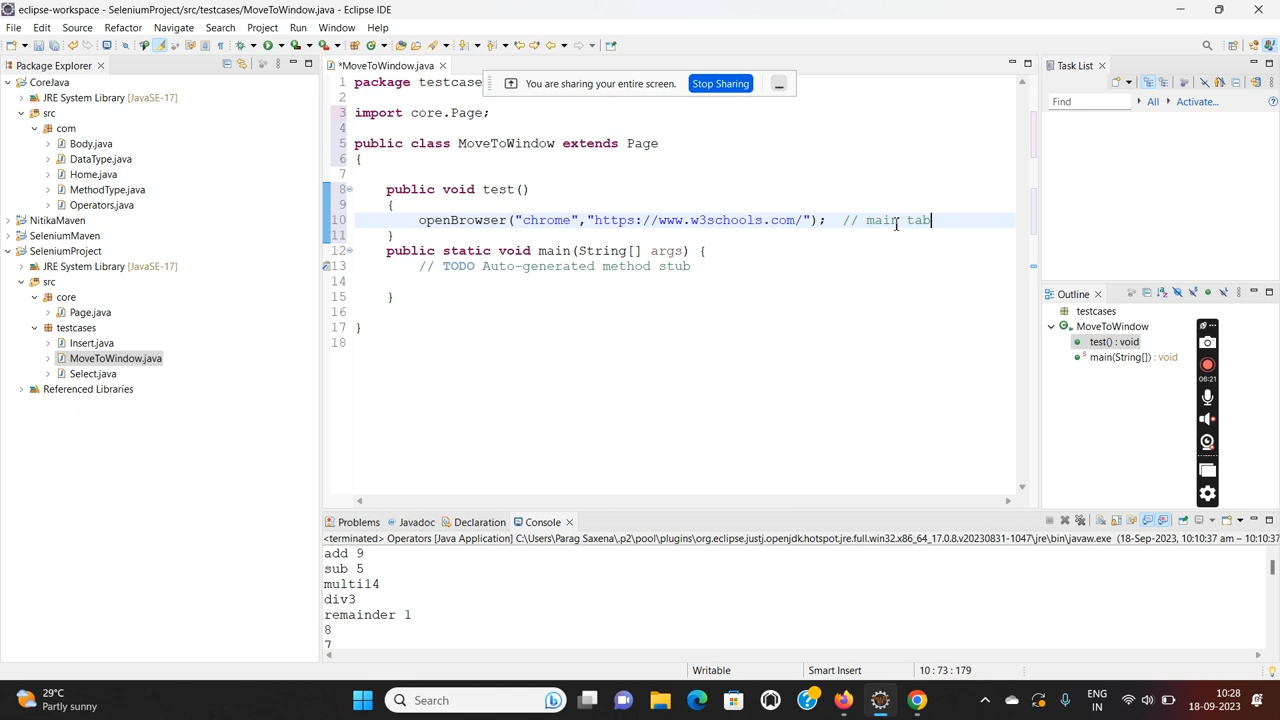 eclipse-workspace - SeleniumProject/src/testcases/MoveToWindow.java - Eclipse IDE
File Edit Source Refactor Navigate Search Project Run Window Help
Package Explorer
CoreJava
JRE System Library [JavaSE-17]
src
com
Body.java
DataType.java
Home.java
MethodType.java
Operators.java
NitikaMaven
SeleniumMaven
SeleniumProject
JRE System Library [JavaSE-17]
src
core
Page.java
testcases
Insert.java
MoveToWindow.java
Select.java
Referenced Libraries
*MoveToWindow.java
You are sharing your entire screen. Stop Sharing
1 package testcase
2
3 import core.Page;
4
5 public class MoveToWindow extends Page
6 {
7
8 public void test()
9 {
10 openBrowser("chrome","https://www.w3schools.com/"); // main tab
11 }
12 public static void main(String[] args) {
13 // TODO Auto-generated method stub
14
15 }
16
17 }
18
Task List
Find All Activate...
Outline
testcases
MoveToWindow
test() : void
main(String[]) : void
06:21
Problems Javadoc Declaration Console
<terminated> Operators [Java Application] C:\Users\Parag Saxena\.p2\pool\plugins\org.eclipse.justj.openjdk.hotspot.jre.full.win32.x86_64_17.0.8.v20230831-1047\jre\bin\javaw.exe (18-Sep-2023, 10:10:37 am – 10:10:37
add 9
sub 5
multi14
div3
remainder 1
8
7
Writable Smart Insert 10 : 73 : 179
29°C
Partly sunny
Search
ENG
IN
10:28
18-09-2023